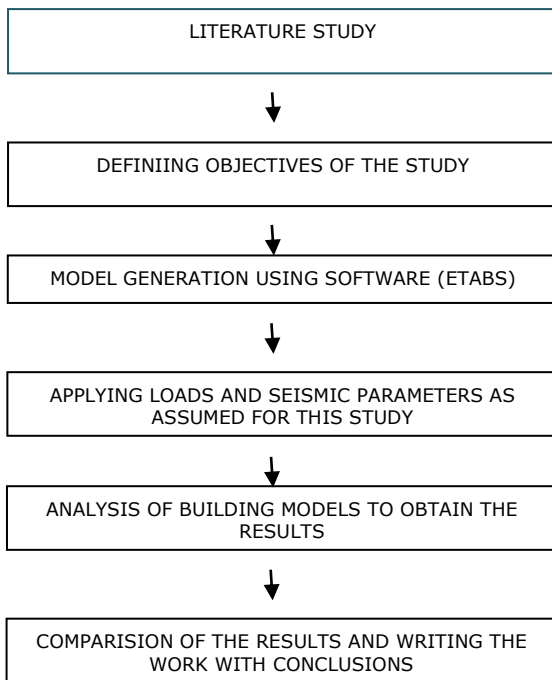 LITERATURE STUDY
DEFINIING OBJECTIVES OF THE STUDY
MODEL GENERATION USING SOFTWARE (ETABS)
APPLYING LOADS AND SEISMIC PARAMETERS AS
ASSUMED FOR THIS STUDY
ANALYSIS OF BUILDING MODELS TO OBTAIN THE
RESULTS
COMPARISION OF THE RESULTS AND WRITING THE
WORK WITH CONCLUSIONS